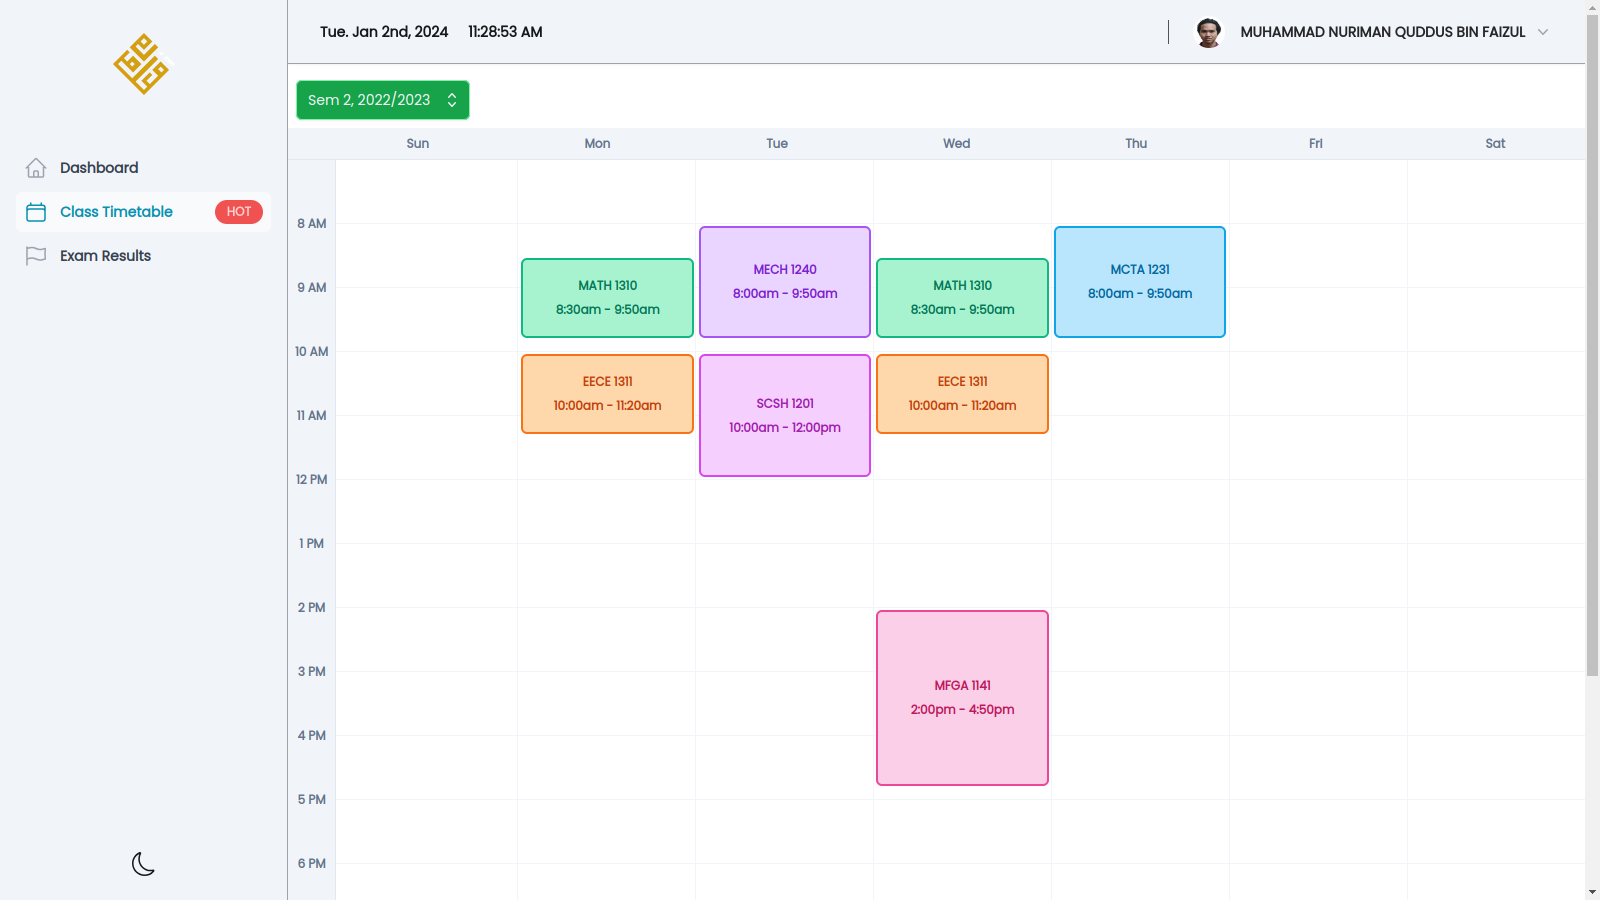 Tue. Jan 2nd, 2024 11:28:53 AM
MUHAMMAD NURIMAN QUDDUS BIN FAIZUL
Dashboard
Class Timetable HOT
Exam Results
Sem 2, 2022/2023
Sun Mon Tue Wed Thu Fri Sat
8 AM
9 AM
10 AM
11 AM
12 PM
1 PM
2 PM
3 PM
4 PM
5 PM
6 PM
MATH 1310
8:30am - 9:50am
EECE 1311
10:00am - 11:20am
MECH 1240
8:00am - 9:50am
SCSH 1201
10:00am - 12:00pm
MATH 1310
8:30am - 9:50am
EECE 1311
10:00am - 11:20am
MFGA 1141
2:00pm - 4:50pm
MCTA 1231
8:00am - 9:50am